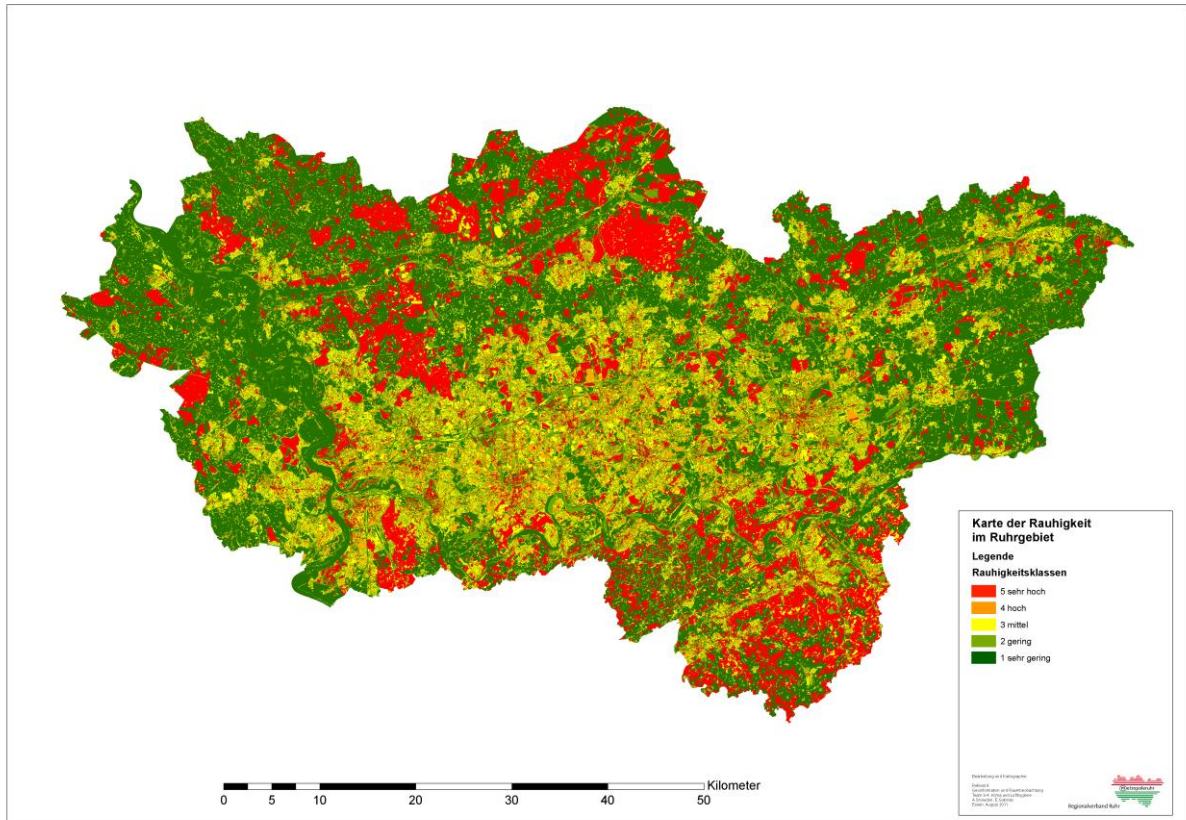 Karte der Rauhigkeit
im Ruhrgebiet
Legende
Rauhigkeitsklassen
5 sehr hoch
4 hoch
3 mittel
2 gering
1 sehr gering
Kilometer
0 5 10 20 30 40 50
metropoleruhr
Regionalverband Ruhr